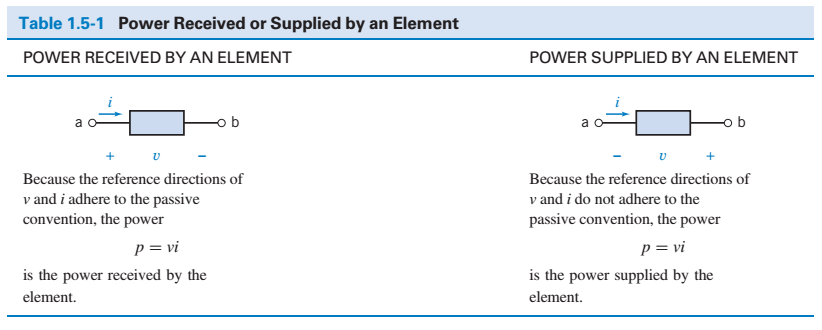 Table 1.5-1 Power Received or Supplied by an Element
POWER RECEIVED BY AN ELEMENT
i
a b
+ v –
Because the reference directions of
v and i adhere to the passive
convention, the power
p = vi
is the power received by the
element.
POWER SUPPLIED BY AN ELEMENT
i
a b
– v +
Because the reference directions of
v and i do not adhere to the
passive convention, the power
p = vi
is the power supplied by the
element.